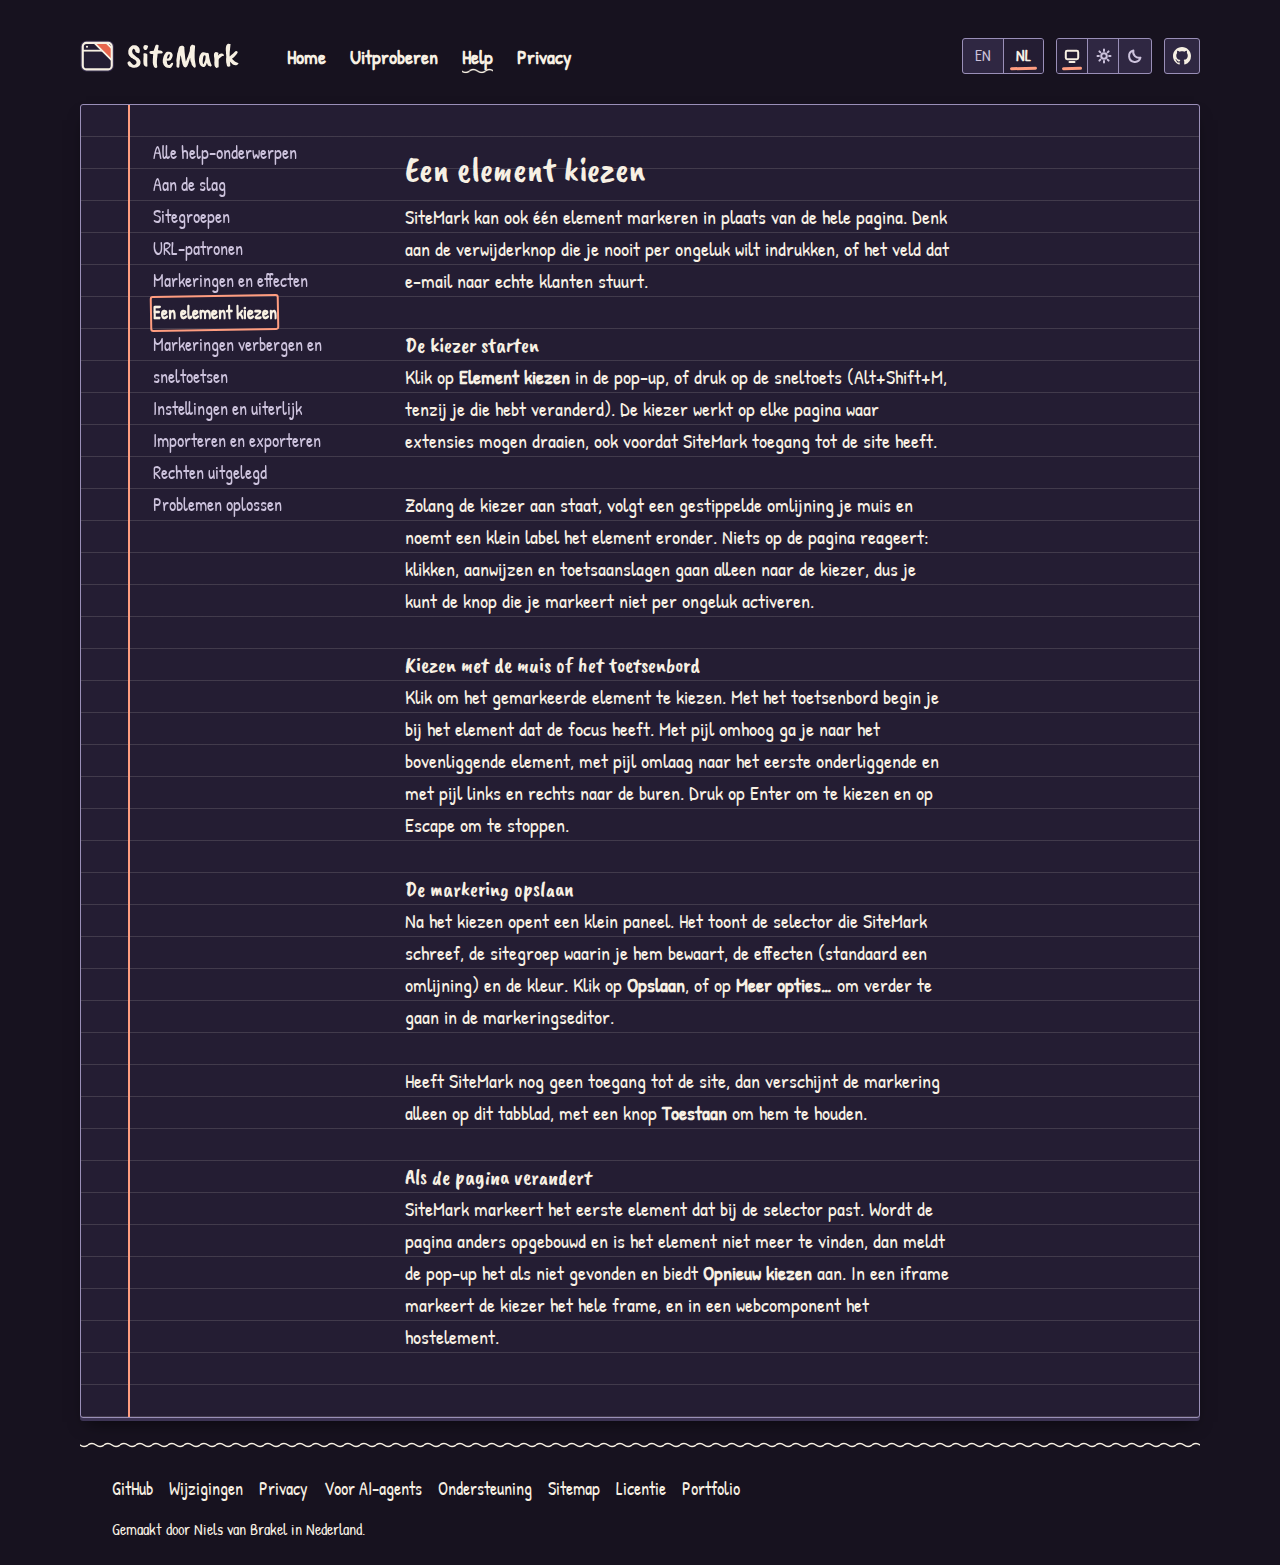 SiteMark
Home Uitproberen Help Privacy
EN NL
Alle help-onderwerpen
Aan de slag
Sitegroepen
URL-patronen
Markeringen en effecten
Een element kiezen
Markeringen verbergen en
sneltoetsen
Instellingen en uiterlijk
Importeren en exporteren
Rechten uitgelegd
Problemen oplossen
Een element kiezen
SiteMark kan ook één element markeren in plaats van de hele pagina. Denk
aan de verwijderknop die je nooit per ongeluk wilt indrukken, of het veld dat
e-mail naar echte klanten stuurt.
De kiezer starten
Klik op Element kiezen in de pop-up, of druk op de sneltoets (Alt+Shift+M,
tenzij je die hebt veranderd). De kiezer werkt op elke pagina waar
extensies mogen draaien, ook voordat SiteMark toegang tot de site heeft.
Zolang de kiezer aan staat, volgt een gestippelde omlijning je muis en
noemt een klein label het element eronder. Niets op de pagina reageert:
klikken, aanwijzen en toetsaanslagen gaan alleen naar de kiezer, dus je
kunt de knop die je markeert niet per ongeluk activeren.
Kiezen met de muis of het toetsenbord
Klik om het gemarkeerde element te kiezen. Met het toetsenbord begin je
bij het element dat de focus heeft. Met pijl omhoog ga je naar het
bovenliggende element, met pijl omlaag naar het eerste onderliggende en
met pijl links en rechts naar de buren. Druk op Enter om te kiezen en op
Escape om te stoppen.
De markering opslaan
Na het kiezen opent een klein paneel. Het toont de selector die SiteMark
schreef, de sitegroep waarin je hem bewaart, de effecten (standaard een
omlijning) en de kleur. Klik op Opslaan, of op Meer opties… om verder te
gaan in de markeringseditor.
Heeft SiteMark nog geen toegang tot de site, dan verschijnt de markering
alleen op dit tabblad, met een knop Toestaan om hem te houden.
Als de pagina verandert
SiteMark markeert het eerste element dat bij de selector past. Wordt de
pagina anders opgebouwd en is het element niet meer te vinden, dan meldt
de pop-up het als niet gevonden en biedt Opnieuw kiezen aan. In een iframe
markeert de kiezer het hele frame, en in een webcomponent het
hostelement.
GitHub Wijzigingen Privacy Voor AI-agents Ondersteuning Sitemap Licentie Portfolio
Gemaakt door Niels van Brakel in Nederland.